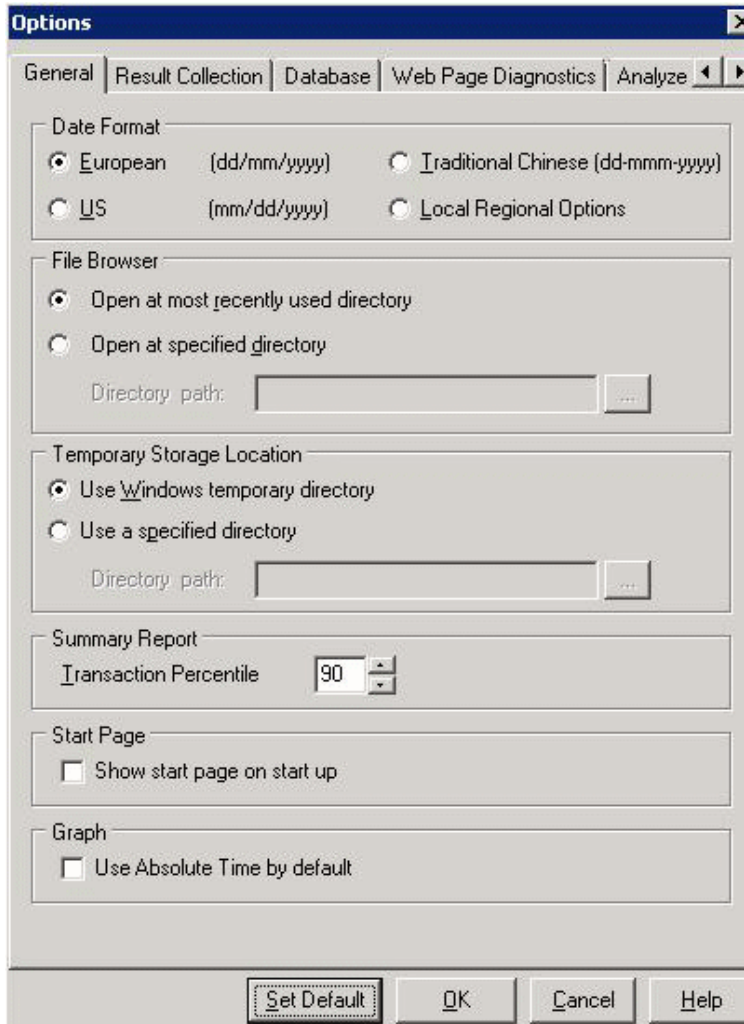 Options
General Result Collection Database Web Page Diagnostics Analyze
Date Format
European (dd/mm/yyyy) Traditional Chinese (dd-mmm-yyyy)
US (mm/dd/yyyy) Local Regional Options
File Browser
Open at most recently used directory
Open at specified directory
Directory path: ...
Temporary Storage Location
Use Windows temporary directory
Use a specified directory
Directory path: ...
Summary Report
Transaction Percentile 90
Start Page
Show start page on start up
Graph
Use Absolute Time by default
Set Default OK Cancel Help